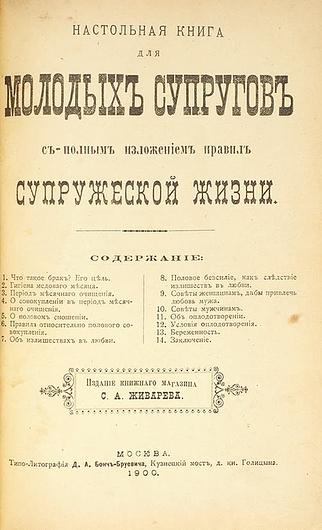 НАСТОЛЬНАЯ КНИГА
ДЛЯ
МОЛОДЫХЪ СУПРУГОВЪ
съ-полнымъ изложеніемъ правилъ
СУПРУЖЕСКОЙ ЖИЗНИ.
СОДЕРЖАНІЕ:
1. Что такое бракъ? Его цѣль.
2. Гигіена медоваго мѣсяца.
3. Періодъ мѣсячнаго очищенія.
4. О совокупленіи въ періодъ мѣсяч-
наго очищенія.
5. О половомъ сношеніи.
6. Правила относительно половаго со-
вокупленія.
7. Объ излишествахъ въ любви.
8. Половое безсиліе, какъ слѣдствіе
излишествъ въ любви.
9. Совѣты женщинамъ, дабы привлечь
любовь мужа.
10. Совѣты мужчинамъ.
11. Объ оплодотвореніи.
12. Условія оплодотворенія.
13. Беременность.
14. Заключеніе.
Изданіе книжнаго магазина
С. А. ЖИВАРЕВА.
МОСКВА.
Типо-Литографія Д. А. Бончъ-Бруевича, Кузнецкій мостъ, д. кн. Голицына.
1900.